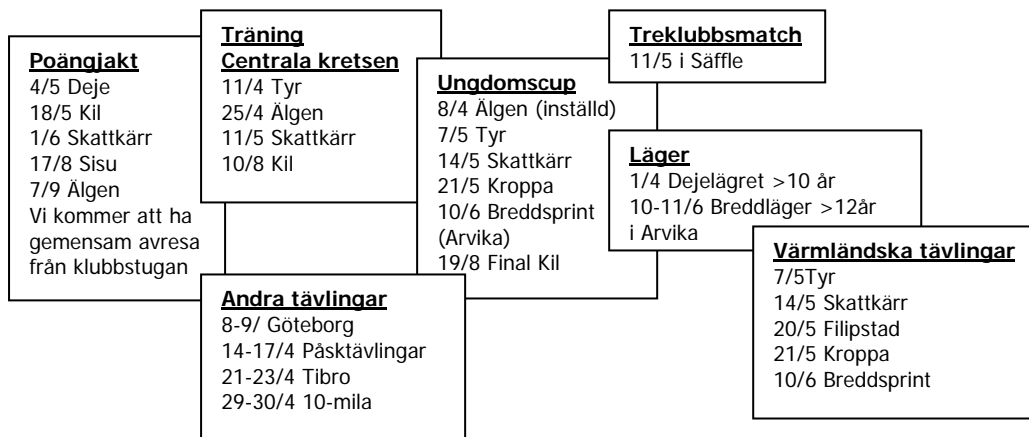 Poängjakt
4/5 Deje
18/5 Kil
1/6 Skattkärr
17/8 Sisu
7/9 Älgen
Vi kommer att ha
gemensam avresa
från klubbstugan
Träning
Centrala kretsen
11/4 Tyr
25/4 Älgen
11/5 Skattkärr
10/8 Kil
Ungdomscup
8/4 Älgen (inställd)
7/5 Tyr
14/5 Skattkärr
21/5 Kroppa
10/6 Breddsprint
(Arvika)
19/8 Final Kil
Treklubbsmatch
11/5 i Säffle
Läger
1/4 Dejelägret >10 år
10-11/6 Breddläger >12år
i Arvika
Värmländska tävlingar
7/5Tyr
14/5 Skattkärr
20/5 Filipstad
21/5 Kroppa
10/6 Breddsprint
Andra tävlingar
8-9/ Göteborg
14-17/4 Påsktävlingar
21-23/4 Tibro
29-30/4 10-mila